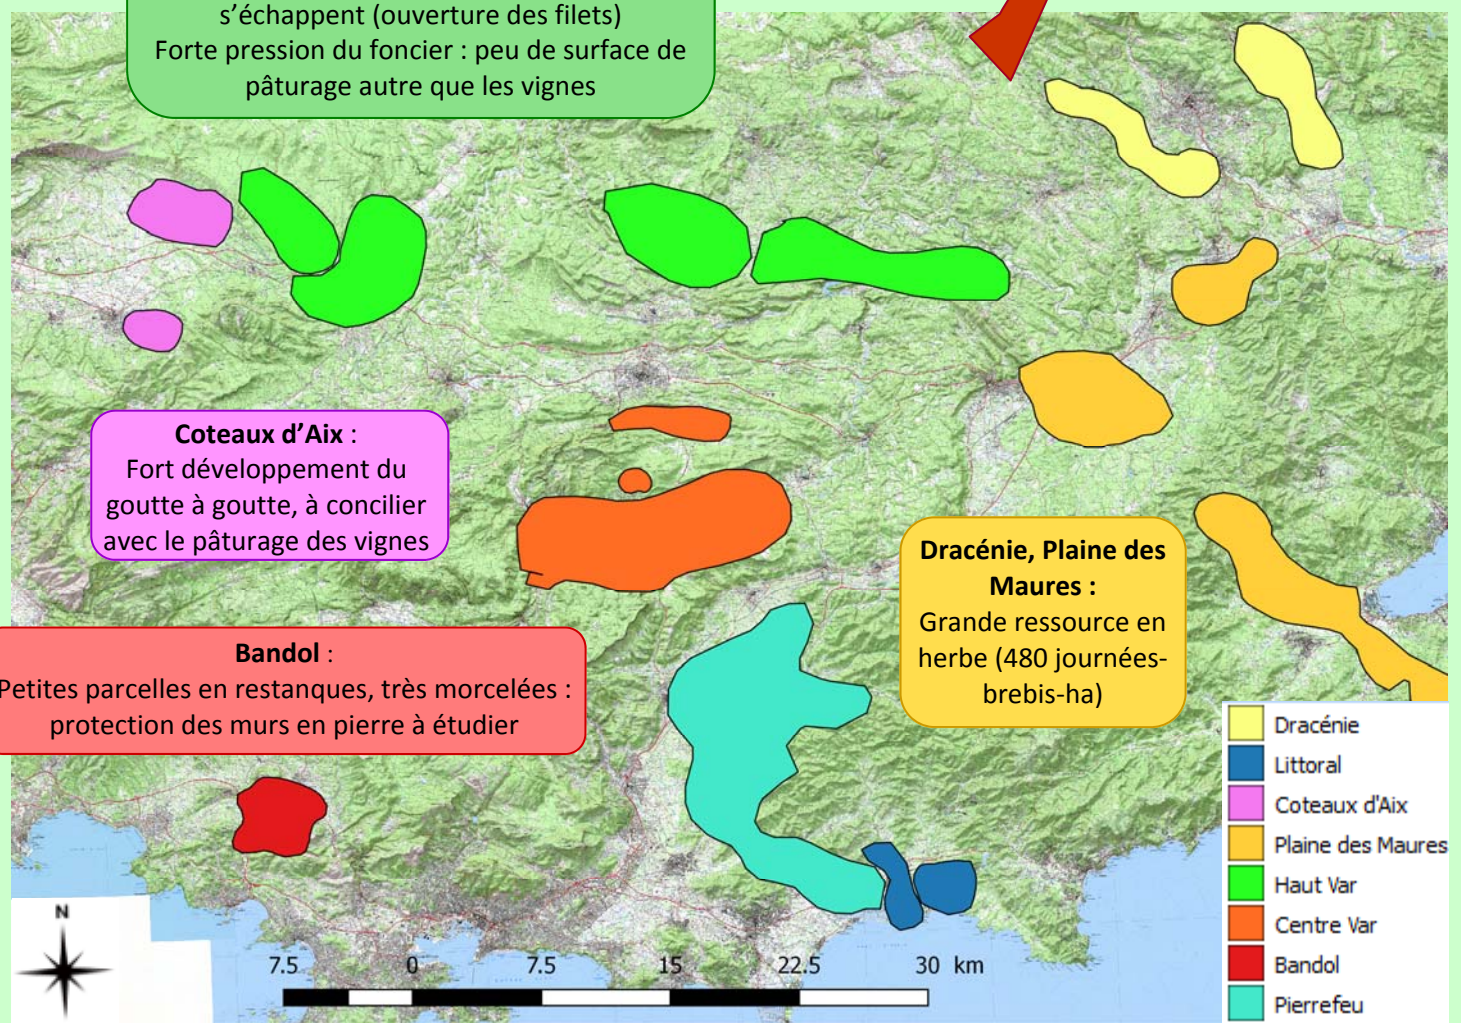 s’échappent (ouverture des filets)
Forte pression du foncier : peu de surface de
pâturage autre que les vignes
Coteaux d’Aix :
Fort développement du
goutte à goutte, à concilier
avec le pâturage des vignes
Dracénie, Plaine des
Maures :
Grande ressource en
herbe (480 journées-
brebis-ha)
Bandol :
Petites parcelles en restanques, très morcelées :
protection des murs en pierre à étudier
Dracénie
Littoral
Coteaux d'Aix
Plaine des Maures
Haut Var
Centre Var
Bandol
Pierrefeu
N
7.5 0 7.5 15 22.5 30 km